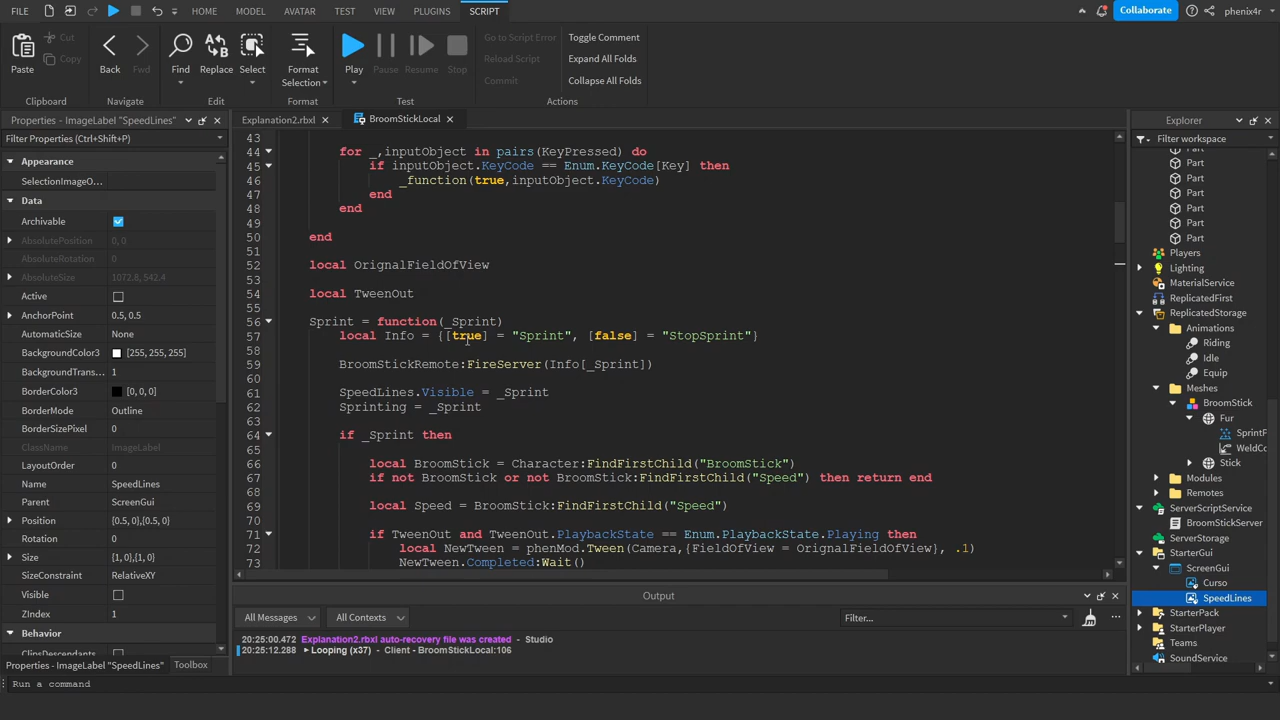 FILE HOME MODEL AVATAR TEST VIEW PLUGINS SCRIPT Collaborate phenix4r
Paste Cut Copy Back Fwd Find Replace Select Format Selection Play Pause Resume Stop Go to Script Error Toggle Comment
Reload Script Expand All Folds
Commit Collapse All Folds
Clipboard Navigate Edit Format Test Actions
Properties - ImageLabel "SpeedLines"
Filter Properties (Ctrl+Shift+P)
Appearance
SelectionImageO...
Data
Archivable
AbsolutePosition 0, 0
AbsoluteRotation 0
AbsoluteSize 1072.8, 542.4
Active
AnchorPoint 0.5, 0.5
AutomaticSize None
BackgroundColor3 [255, 255, 255]
BackgroundTrans... 1
BorderColor3 [0, 0, 0]
BorderMode Outline
BorderSizePixel 0
ClassName ImageLabel
LayoutOrder 0
Name SpeedLines
Parent ScreenGui
Position {0.5, 0},{0.5, 0}
Rotation 0
Size {1, 0},{1, 0}
SizeConstraint RelativeXY
Visible
ZIndex 1
Behavior
ClipsDescendants
Properties - ImageLabel "SpeedLines" Toolbox
Run a command
Explanation2.rbxl BroomStickLocal
43
44 for _,inputObject in pairs(KeyPressed) do
45 if inputObject.KeyCode == Enum.KeyCode[Key] then
46 _function(true,inputObject.KeyCode)
47 end
48 end
49
50 end
51
52 local OrignalFieldOfView
53
54 local TweenOut
55
56 Sprint = function(_Sprint)
57 local Info = {[true] = "Sprint", [false] = "StopSprint"}
58
59 BroomStickRemote:FireServer(Info[_Sprint])
60
61 SpeedLines.Visible = _Sprint
62 Sprinting = _Sprint
63
64 if _Sprint then
65
66 local BroomStick = Character:FindFirstChild("BroomStick")
67 if not BroomStick or not BroomStick:FindFirstChild("Speed") then return end
68
69 local Speed = BroomStick:FindFirstChild("Speed")
70
71 if TweenOut and TweenOut.PlaybackState == Enum.PlaybackState.Playing then
72 local NewTween = phenMod.Tween(Camera,{FieldOfView = OrignalFieldOfView}, .1)
73 NewTween.Completed:Wait()
Output
All Messages All Contexts Filter...
20:25:00.472 Explanation2.rbxl auto-recovery file was created - Studio
20:25:12.288 Looping (x37) - Client - BroomStickLocal:106
Explorer
Filter workspace
Part
Part
Part
Part
Part
Part
Part
Players
Lighting
MaterialService
ReplicatedFirst
ReplicatedStorage
Animations
Riding
Idle
Equip
Meshes
BroomStick
Fur
SprintF
WeldCo
Stick
Modules
Remotes
ServerScriptService
BroomStickServer
ServerStorage
StarterGui
ScreenGui
Curso
SpeedLines
StarterPack
StarterPlayer
Teams
SoundService